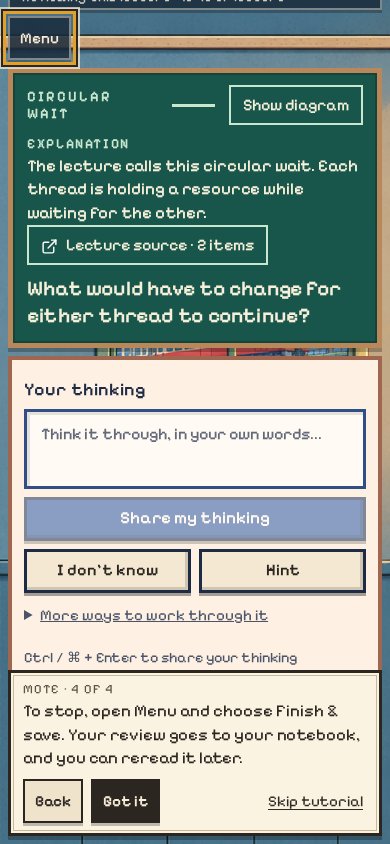 Menu
CIRCULAR
WAIT
Show diagram
EXPLANATION
The lecture calls this circular wait. Each
thread is holding a resource while
waiting for the other.
Lecture source · 2 items
What would have to change for
either thread to continue?
Your thinking
Think it through, in your own words...
Share my thinking
I don't know
Hint
More ways to work through it
Ctrl / ⌘ + Enter to share your thinking
MOTE · 4 OF 4
To stop, open Menu and choose Finish &
save. Your review goes to your notebook,
and you can reread it later.
Back
Got it
Skip tutorial